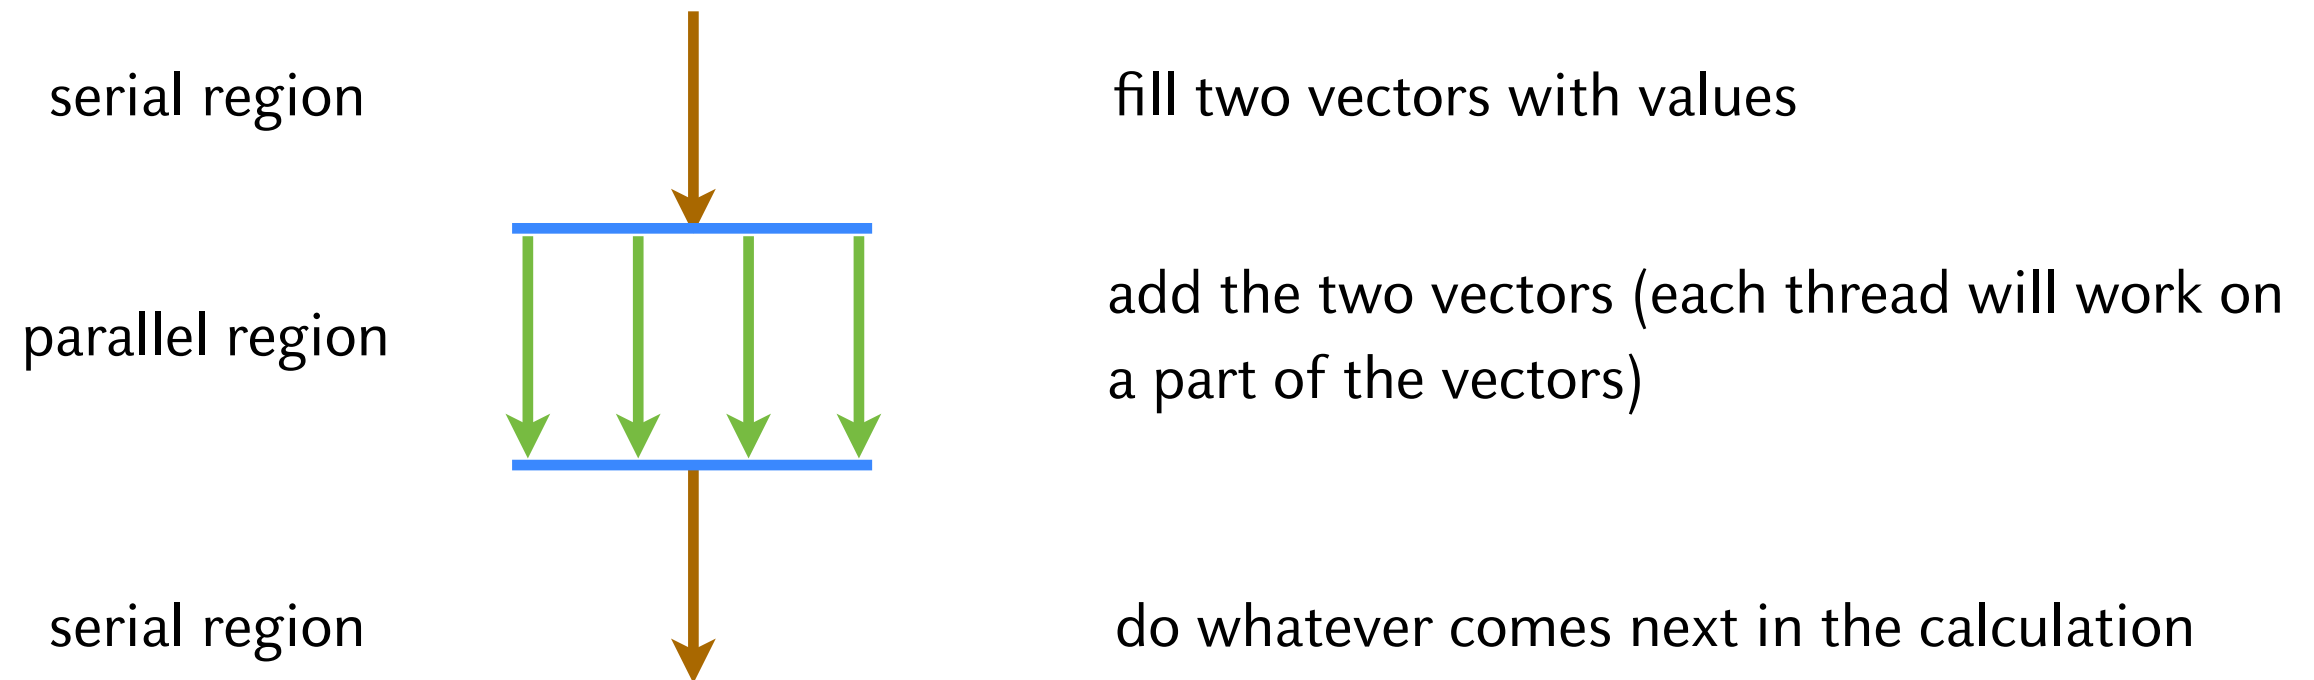 serial region
fill two vectors with values
parallel region
add the two vectors (each thread will work on
a part of the vectors)
serial region
do whatever comes next in the calculation